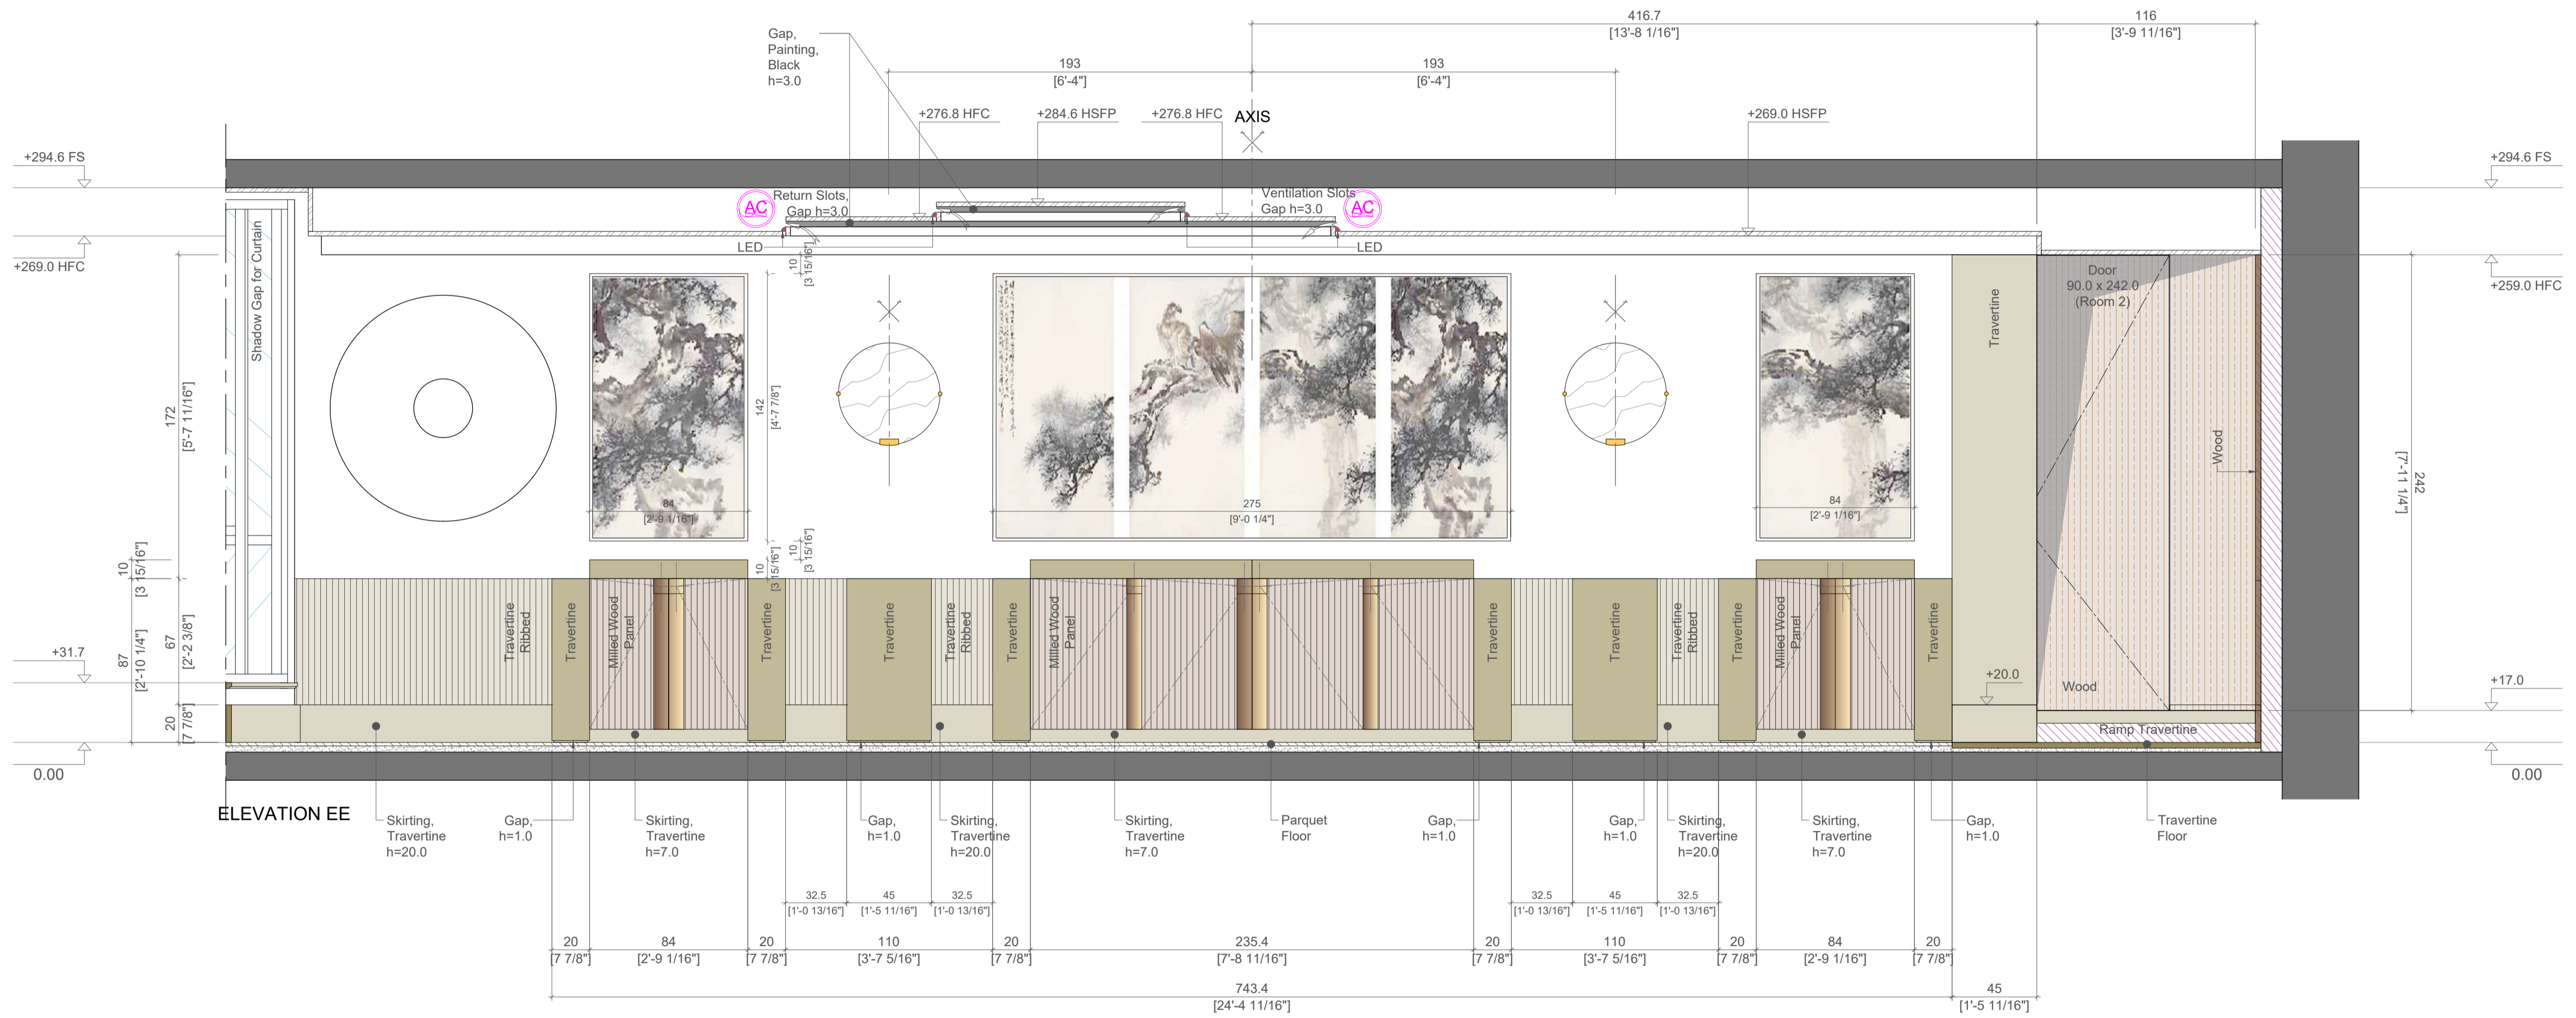 416.7
[13'-8 1/16"]
116
[3'-9 11/16"]
Gap,
Painting,
Black
h=3.0
193
[6'-4"]
193
[6'-4"]
+276.8 HFC
+284.6 HSFP
+276.8 HFC
AXIS
+269.0 HSFP
+294.6 FS
+294.6 FS
AC
Return Slots,
Gap h=3.0
Ventilation Slots
Gap h=3.0
AC
LED
LED
+269.0 HFC
+259.0 HFC
Shadow Gap for Curtain
10
[3 15/16"]
Door
90.0 x 242.0
(Room 2)
Travertine
172
[5'-7 11/16"]
142
[4'-7 7/8"]
Wood
242
[7'-11 1/4"]
84
[2'-9 1/16"]
275
[9'-0 1/4"]
84
[2'-9 1/16"]
10
[3 15/16"]
10
[3 15/16"]
10
[3 15/16"]
87
[2'-10 1/4"]
67
[2'-2 3/8"]
20
[7 7/8"]
Travertine
Ribbed
Travertine
Milled Wood
Panel
Travertine
Travertine
Travertine
Ribbed
Travertine
Milled Wood
Panel
Travertine
Travertine
Travertine
Ribbed
Travertine
Milled Wood
Panel
Travertine
+31.7
+20.0
Wood
+17.0
Ramp Travertine
0.00
0.00
ELEVATION EE
Skirting,
Travertine
h=20.0
Gap,
h=1.0
Skirting,
Travertine
h=7.0
Gap,
h=1.0
Skirting,
Travertine
h=20.0
Skirting,
Travertine
h=7.0
Parquet
Floor
Gap,
h=1.0
Gap,
h=1.0
Skirting,
Travertine
h=20.0
Skirting,
Travertine
h=7.0
Gap,
h=1.0
Travertine
Floor
32.5
[1'-0 13/16"]
45
[1'-5 11/16"]
32.5
[1'-0 13/16"]
32.5
[1'-0 13/16"]
45
[1'-5 11/16"]
32.5
[1'-0 13/16"]
20
[7 7/8"]
84
[2'-9 1/16"]
20
[7 7/8"]
110
[3'-7 5/16"]
20
[7 7/8"]
235.4
[7'-8 11/16"]
20
[7 7/8"]
110
[3'-7 5/16"]
20
[7 7/8"]
84
[2'-9 1/16"]
20
[7 7/8"]
743.4
[24'-4 11/16"]
45
[1'-5 11/16"]